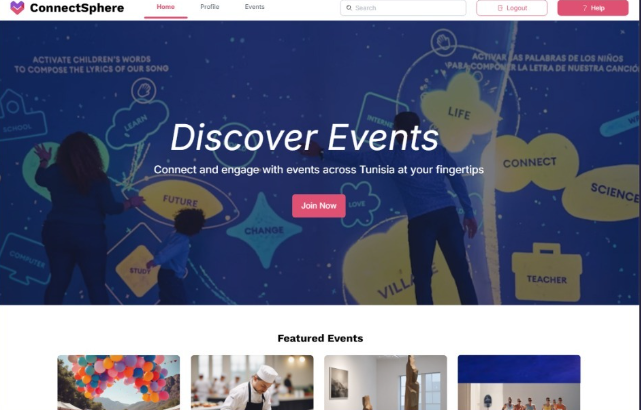 ConnectSphere
Home
Profile
Events
Search
Logout
? Help
ACTIVATE CHILDREN'S WORDS
TO COMPOSE THE LYRICS OF OUR SONG
ACTIVAR LAS PALABRAS DE LOS NIÑOS
PARA COMPONER LA LETRA DE NUESTRA CANCIÓN
SCHOOL
LEARN
INTERNET
LIFE
Discover Events
Connect and engage with events across Tunisia at your fingertips
CONNECT
SCIENCE
FUTURE
Join Now
LOVE
CHANGE
COMPUTER
STUDY
TEACHER
Featured Events